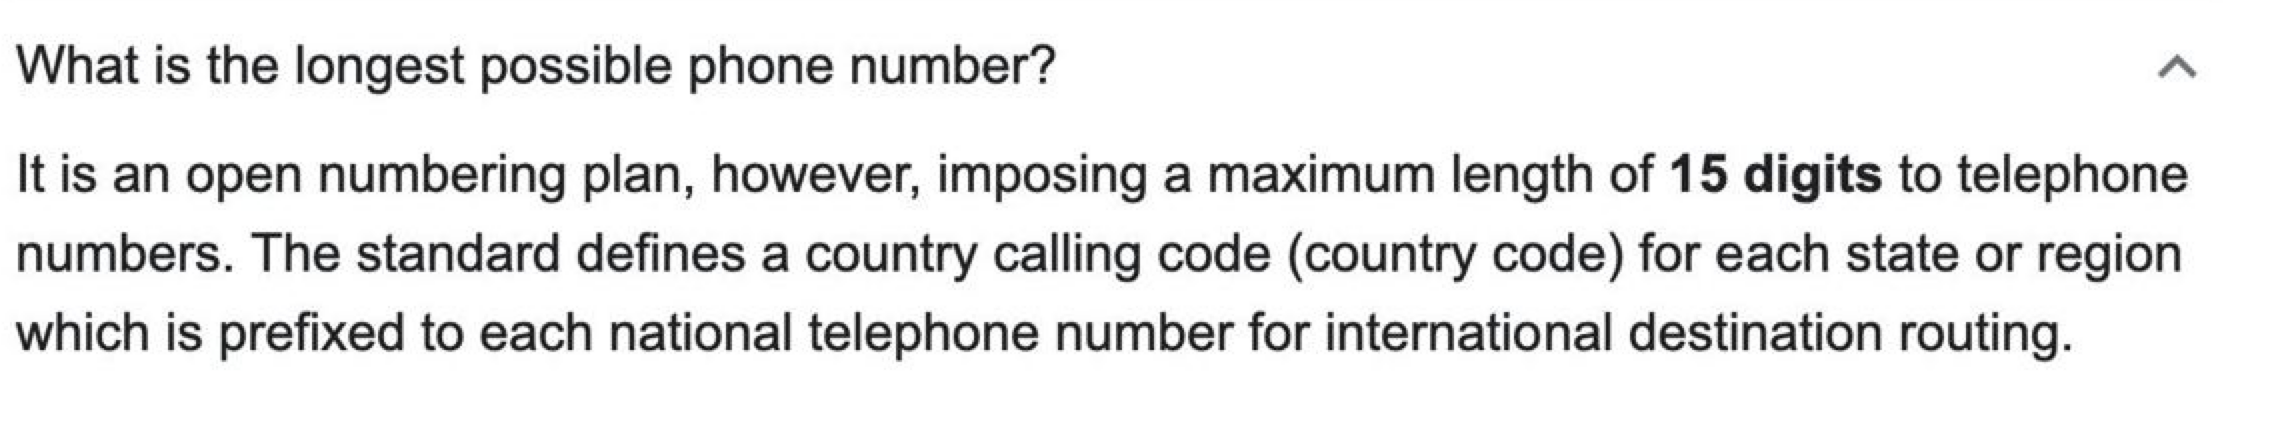 What is the longest possible phone number?
It is an open numbering plan, however, imposing a maximum length of 15 digits to telephone
numbers. The standard defines a country calling code (country code) for each state or region
which is prefixed to each national telephone number for international destination routing.